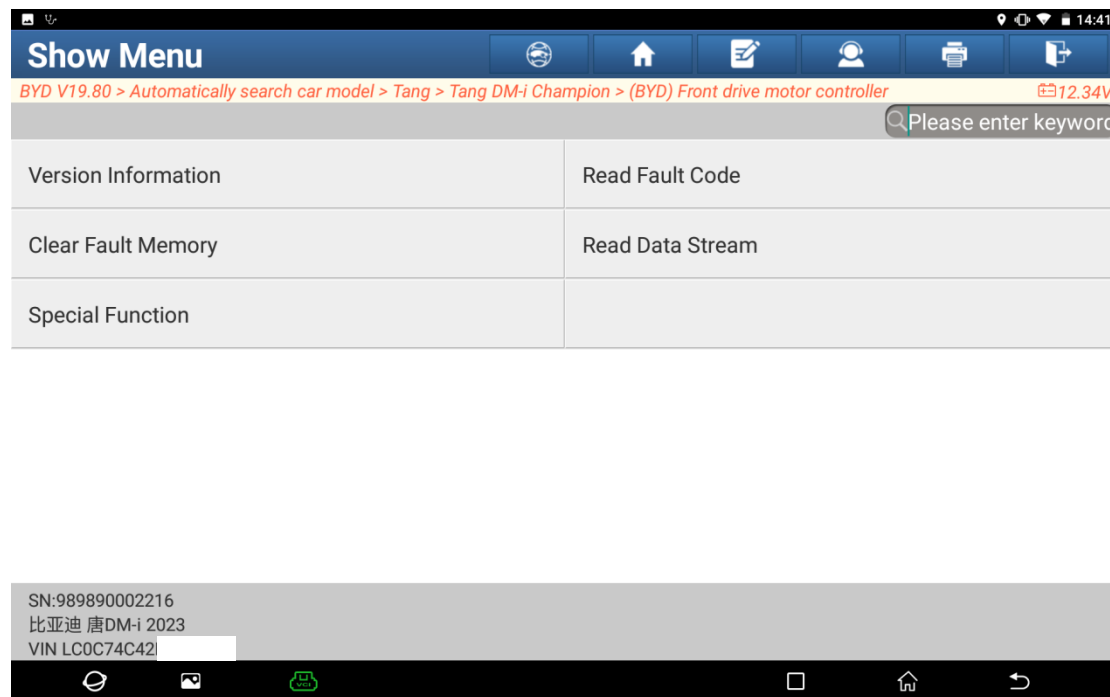 14:41
Show Menu
BYD V19.80 > Automatically search car model > Tang > Tang DM-i Champion > (BYD) Front drive motor controller 12.34V
Please enter keyword
Version Information Read Fault Code
Clear Fault Memory Read Data Stream
Special Function
SN:989890002216
比亚迪 唐DM-i 2023
VIN LC0C74C42
VCI